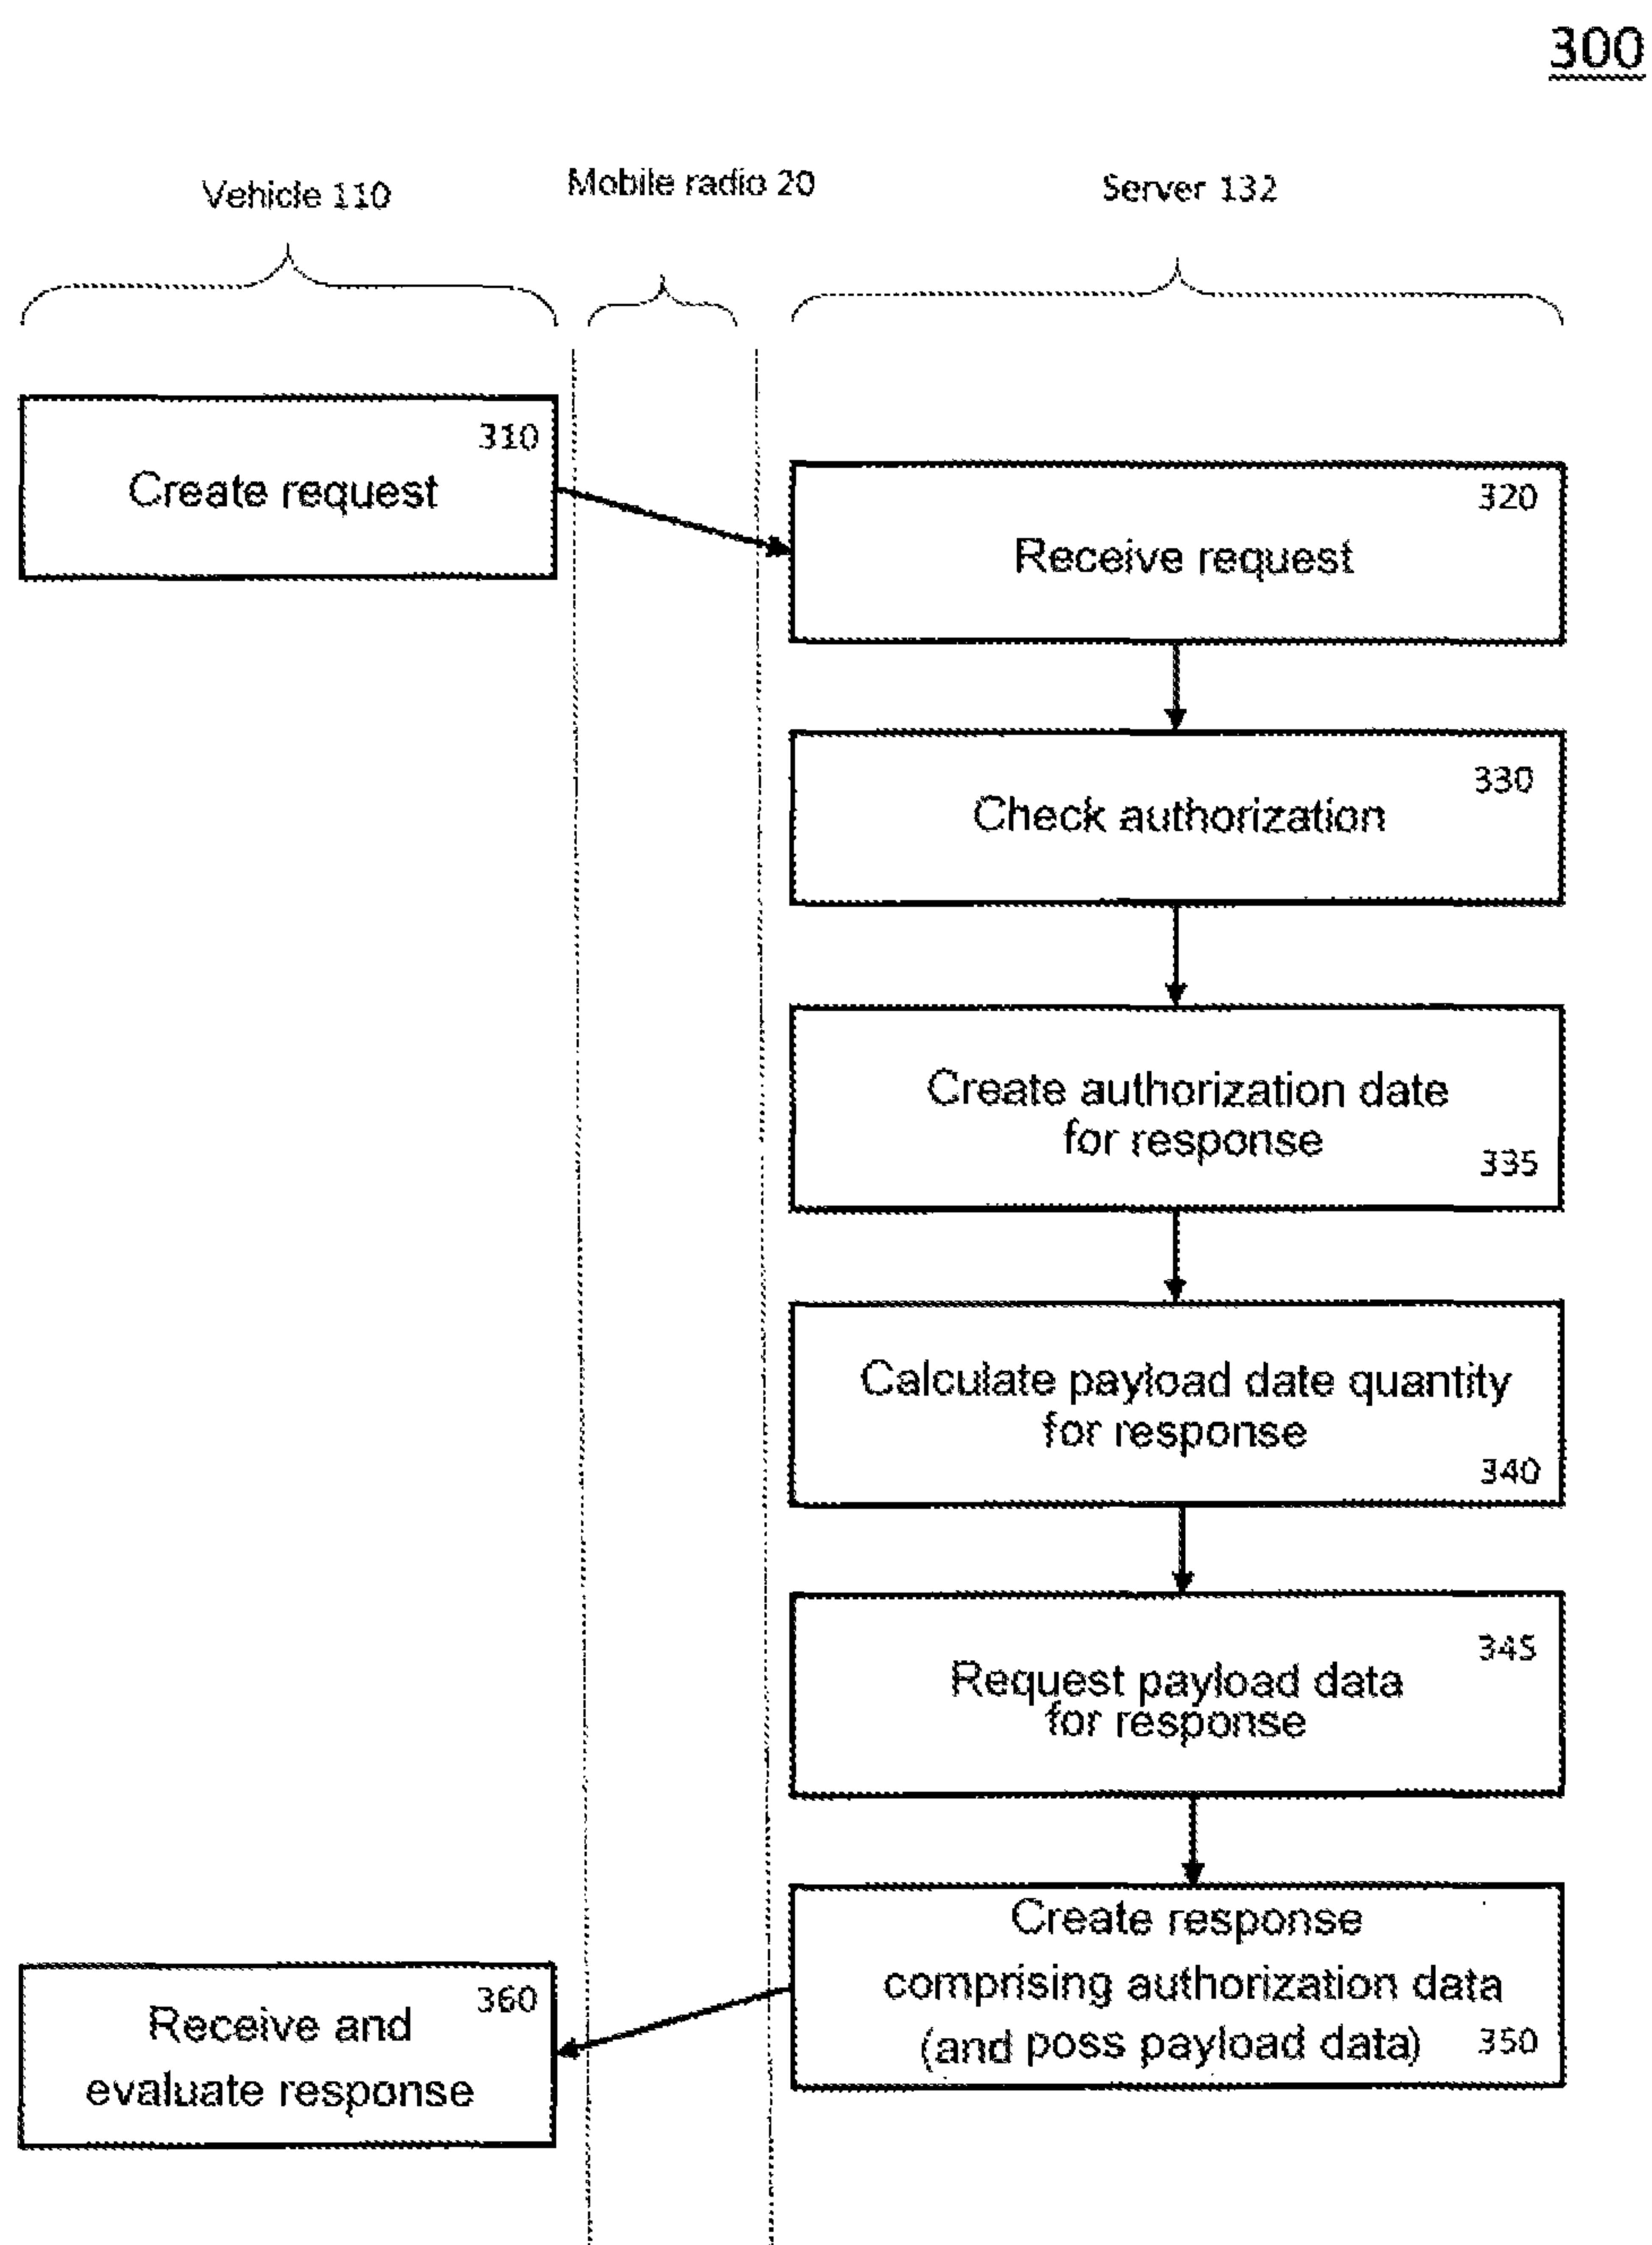 300
Vehicle 110
Mobile radio 20
Server 132
310
Create request
320
Receive request
330
Check authorization
Create authorization date
for response
335
Calculate payload date quantity
for response
340
345
Request payload data
for response
Create response
comprising authorization data
(and poss payload data)
350
360
Receive and
evaluate response